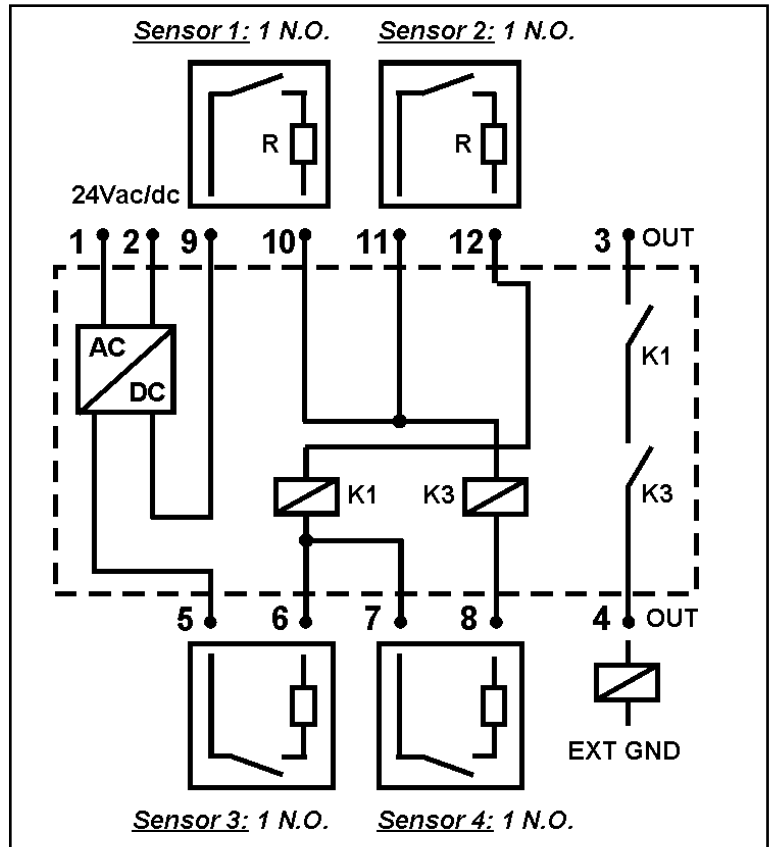 Sensor 1: 1 N.O. Sensor 2: 1 N.O.
R R
24Vac/dc
1 2 9 10 11 12 3 OUT
AC
DC
K1
K1 K3
K3
5 6 7 8 4 OUT
EXT GND
Sensor 3: 1 N.O. Sensor 4: 1 N.O.